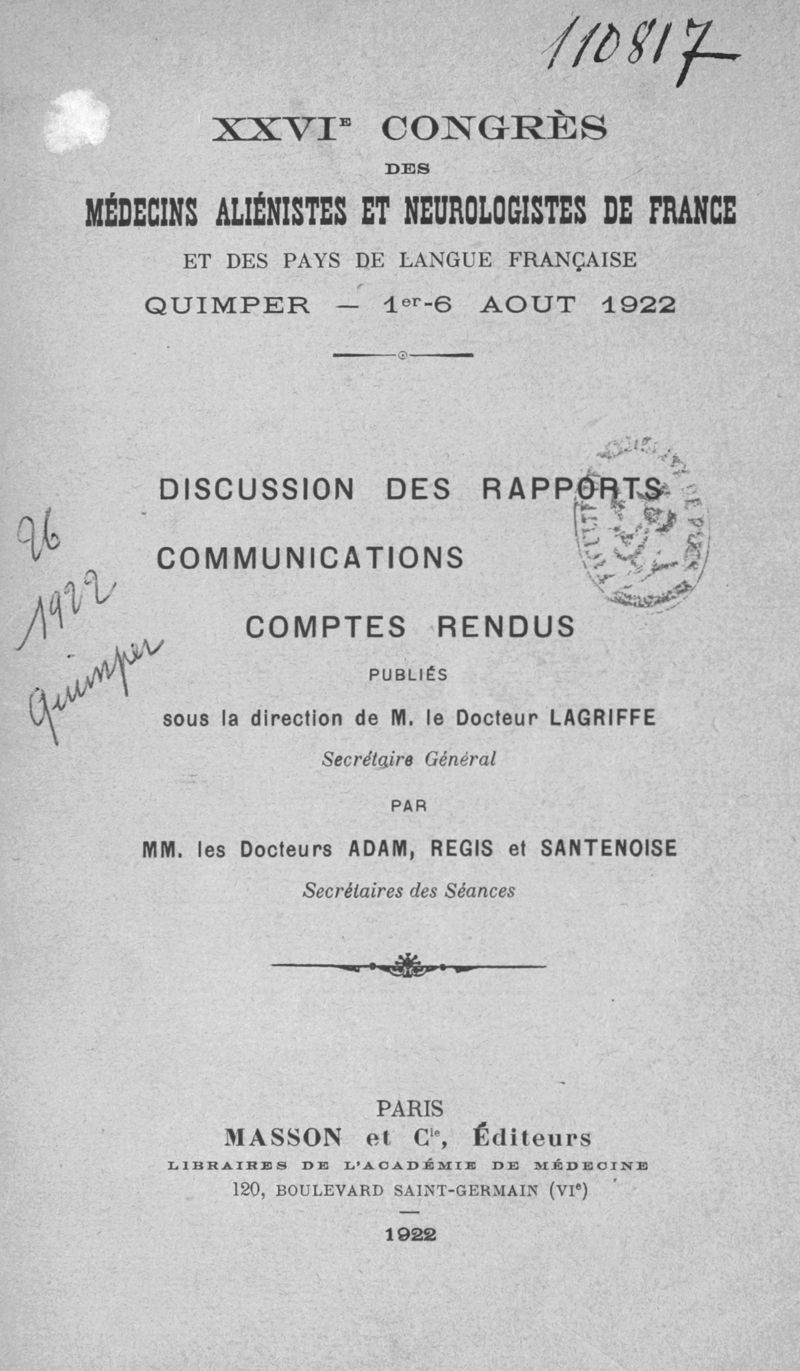 110817
XXVIᴱ CONGRÈS
DES
MÉDECINS ALIÉNISTES ET NEUROLOGISTES DE FRANCE
ET DES PAYS DE LANGUE FRANÇAISE
QUIMPER — 1er-6 AOUT 1922
DISCUSSION DES RAPPORTS
COMMUNICATIONS
COMPTES RENDUS
26
1922
Quimper
PUBLIÉS
sous la direction de M. le Docteur LAGRIFFE
Secrétaire Général
PAR
MM. les Docteurs ADAM, REGIS et SANTENOISE
Secrétaires des Séances
PARIS
MASSON et Cie, Éditeurs
LIBRAIRES DE L'ACADÉMIE DE MÉDECINE
120, BOULEVARD SAINT-GERMAIN (VIe)
1922